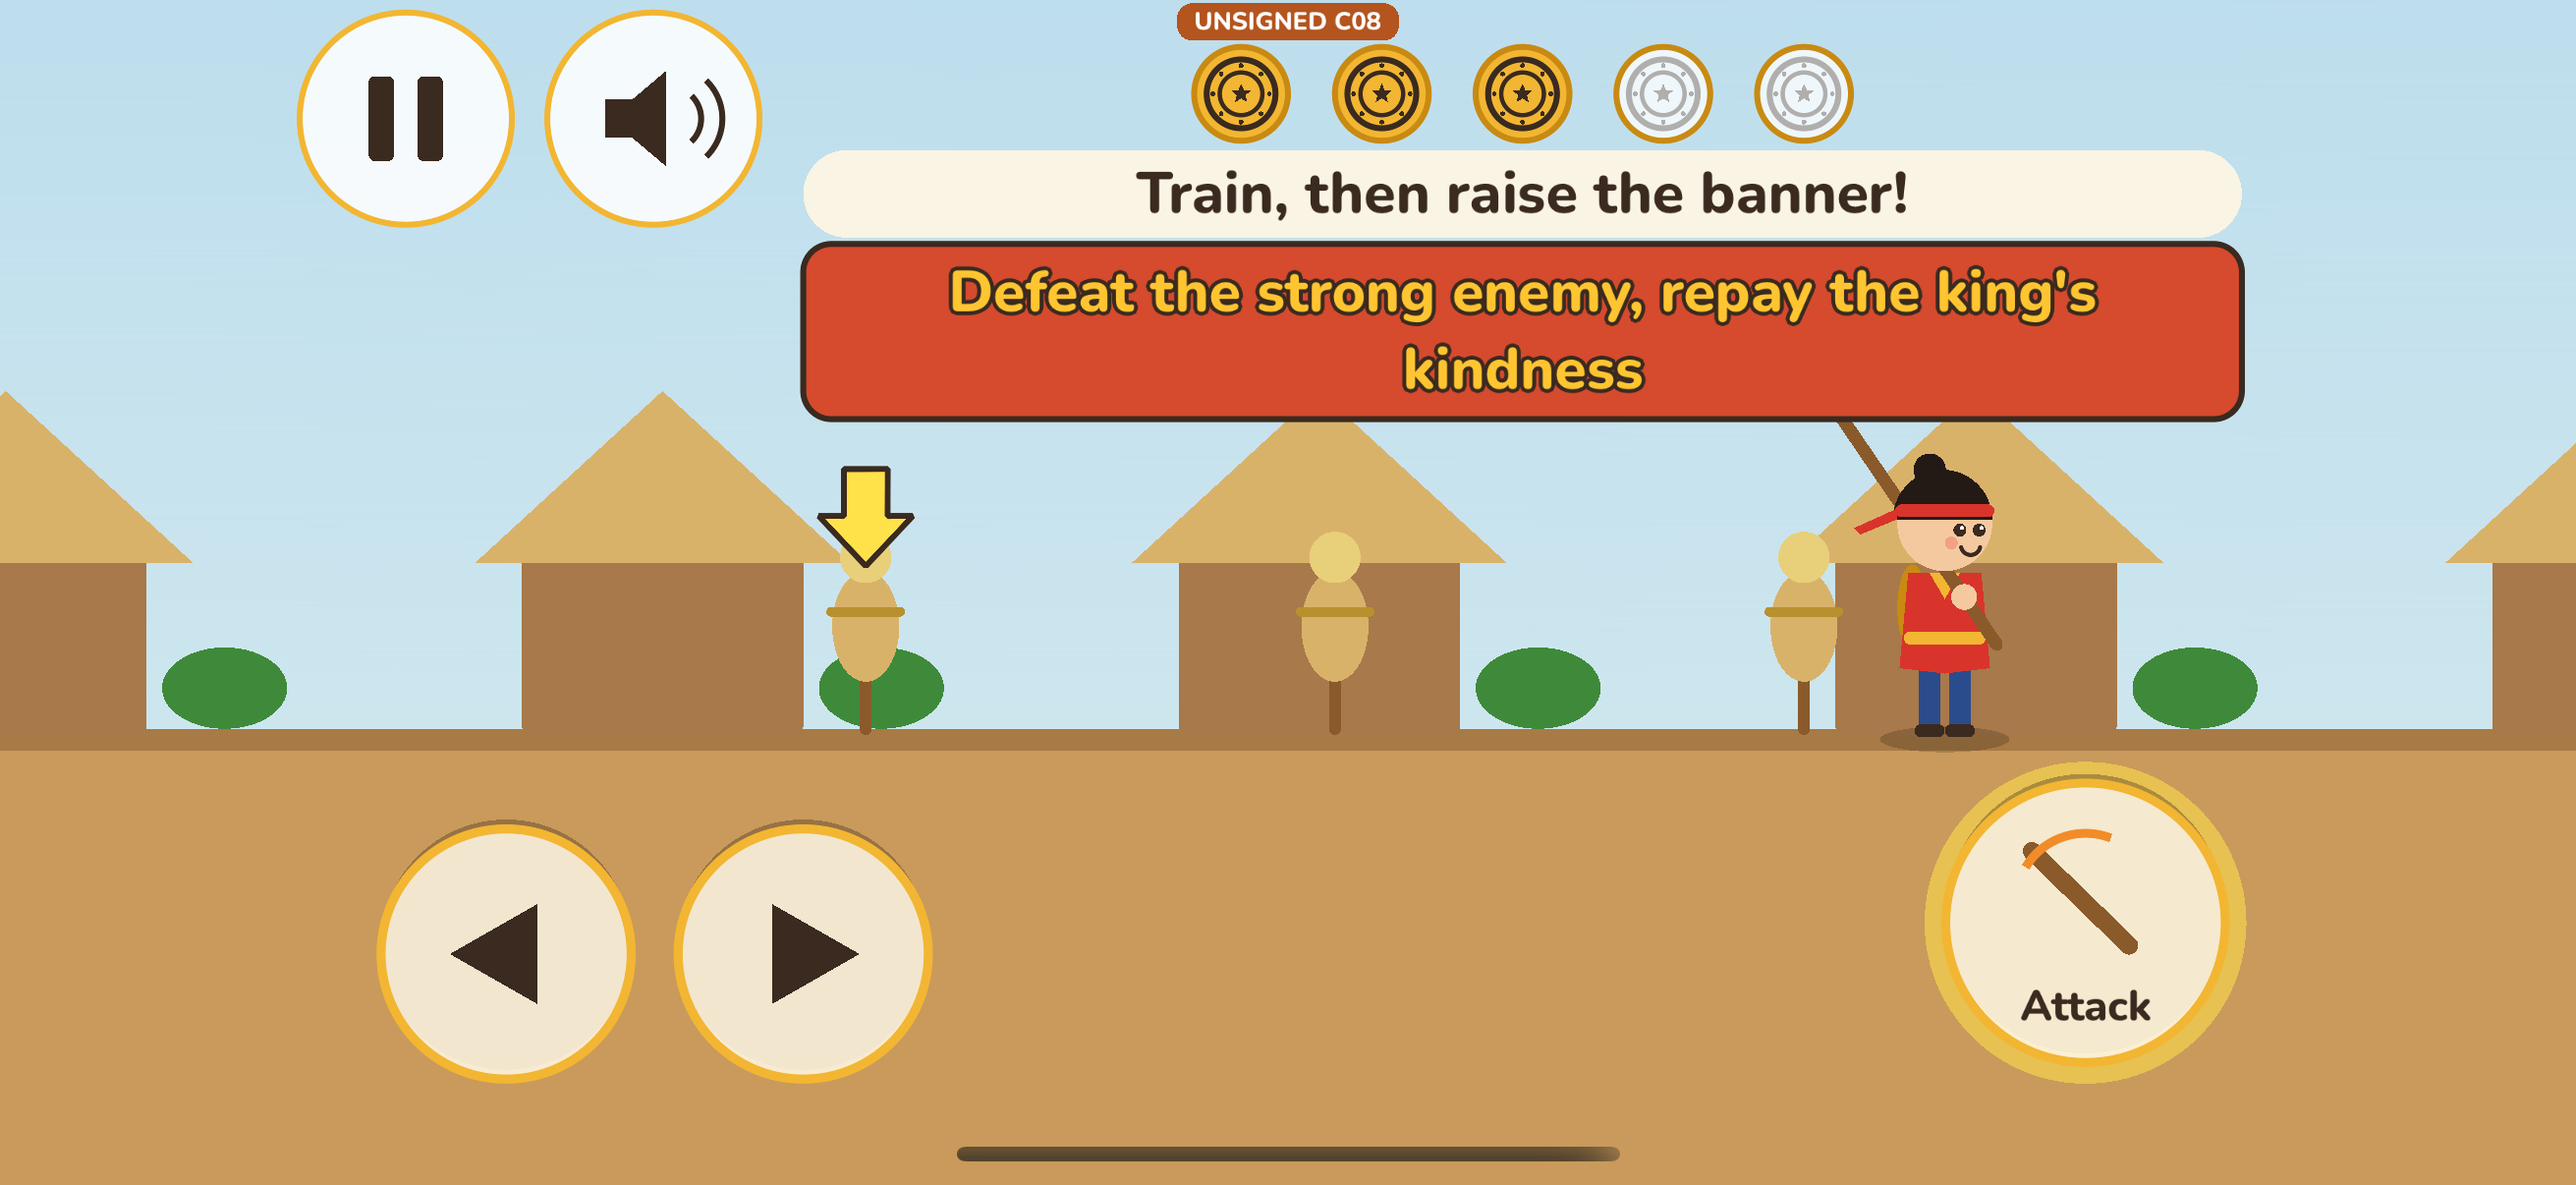 UNSIGNED C08
Train, then raise the banner!
Defeat the strong enemy, repay the king's
kindness
Attack